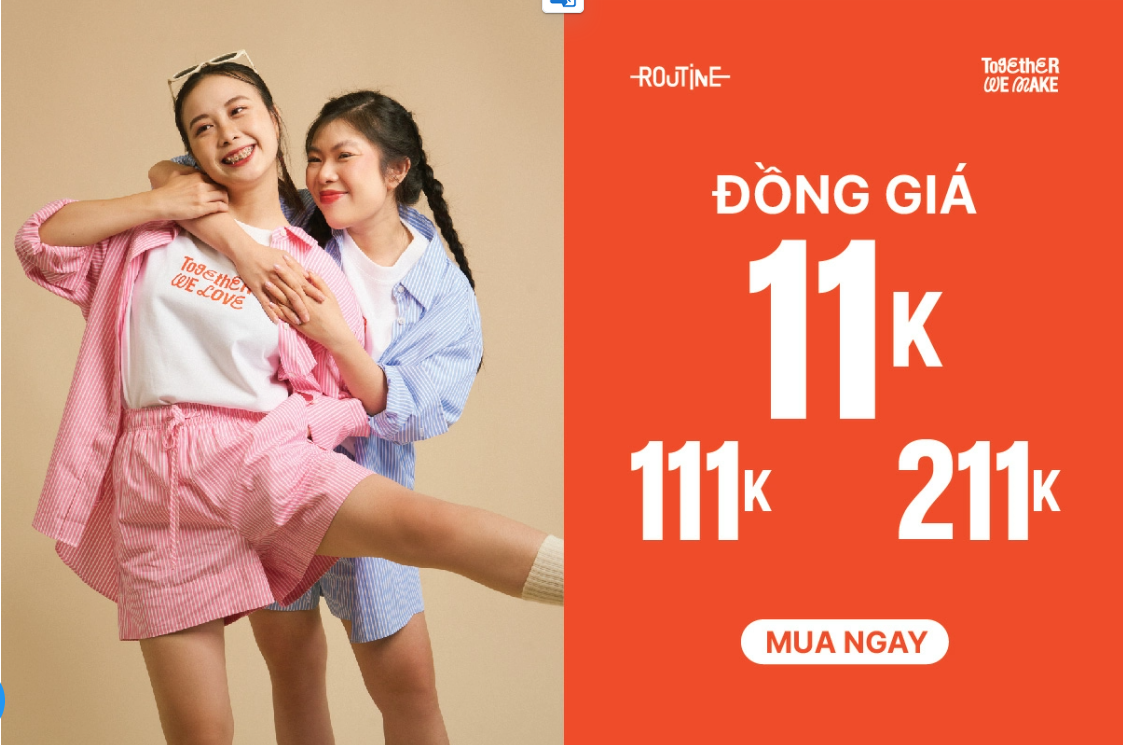 TogEthER
WE LOVE
ROUTINE
TogEthER
WE MAKE
ĐỒNG GIÁ
11K
111K 211K
MUA NGAY